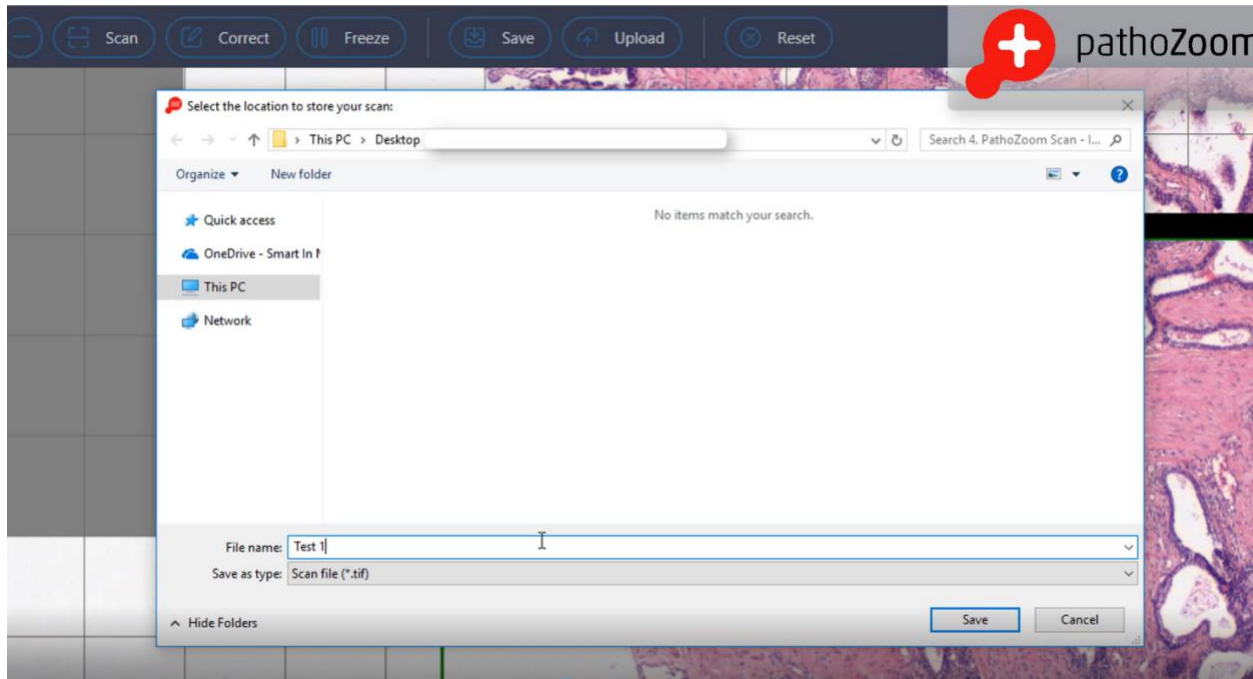 Scan Correct Freeze Save Upload Reset
pathoZoom
Select the location to store your scan:
This PC > Desktop
Search 4. PathoZoom Scan - I...
Organize New folder
No items match your search.
Quick access
OneDrive - Smart In
This PC
Network
File name: Test 1
Save as type: Scan file (*.tif)
Hide Folders
Save Cancel